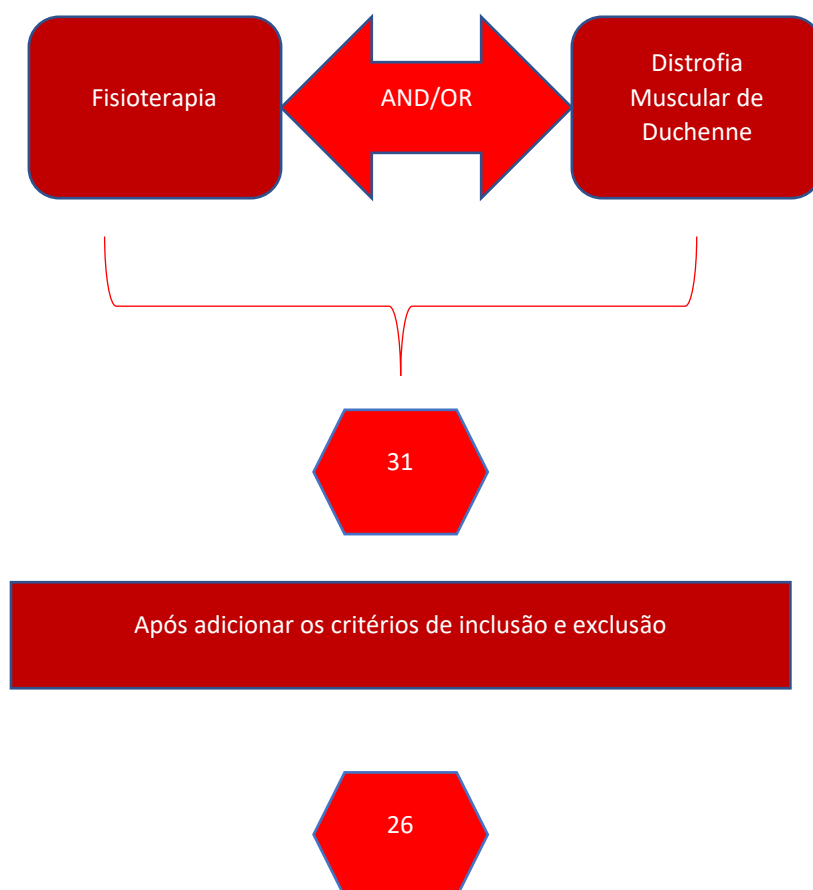 Fisioterapia
AND/OR
Distrofia
Muscular de
Duchenne
31
Após adicionar os critérios de inclusão e exclusão
26